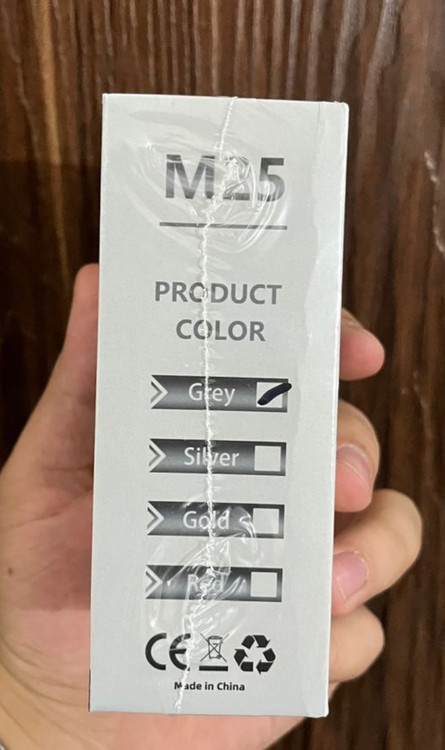 M25
PRODUCT
COLOR
Grey
Silver
Gold
Red
CE
Made in China